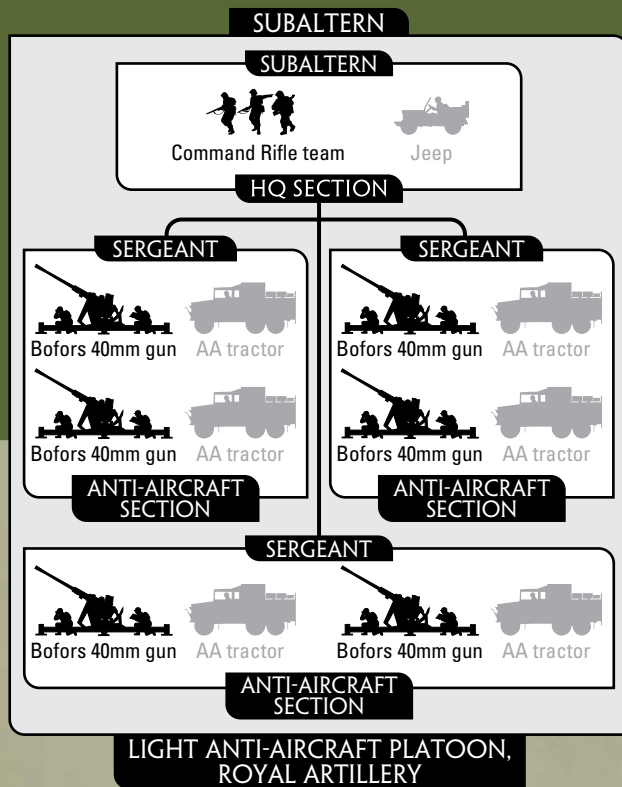 SUBALTERN
SUBALTERN
Command Rifle team
Jeep
HQ SECTION
SERGEANT
SERGEANT
Bofors 40mm gun AA tractor
Bofors 40mm gun AA tractor
Bofors 40mm gun AA tractor
Bofors 40mm gun AA tractor
ANTI-AIRCRAFT
SECTION
ANTI-AIRCRAFT
SECTION
SERGEANT
Bofors 40mm gun AA tractor
Bofors 40mm gun AA tractor
ANTI-AIRCRAFT
SECTION
LIGHT ANTI-AIRCRAFT PLATOON,
ROYAL ARTILLERY